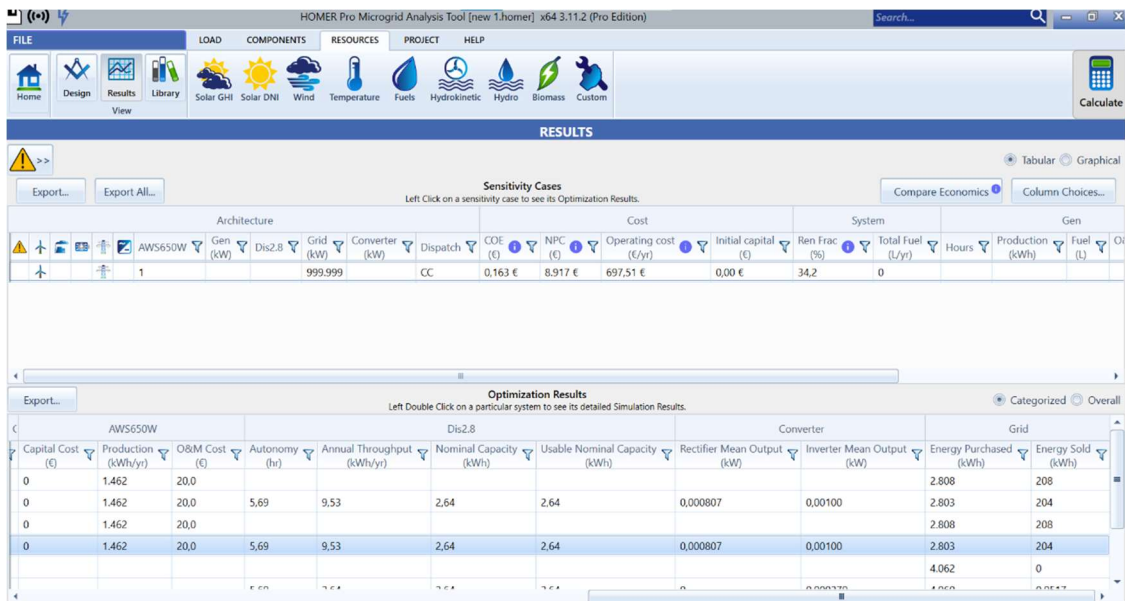 HOMER Pro Microgrid Analysis Tool [new 1.homer] x64 3.11.2 (Pro Edition)
Search...
FILE
LOAD COMPONENTS RESOURCES PROJECT HELP
Home
Design Results Library
View
Solar GHI Solar DNI Wind Temperature Fuels Hydrokinetic Hydro Biomass Custom
Calculate
RESULTS
>>
Tabular Graphical
Export... Export All...
Sensitivity Cases
Left Click on a sensitivity case to see its Optimization Results.
Compare Economics Column Choices...
Architecture Cost System Gen
AWS650W Gen (kW) Dis2.8 Grid (kW) Converter (kW) Dispatch COE (€) NPC (€) Operating cost (€/yr) Initial capital (€) Ren Frac (%) Total Fuel (L/yr) Hours Production (kWh) Fuel (L)
1 999.999 CC 0,163 € 8.917 € 697,51 € 0,00 € 34,2 0
Export...
Optimization Results
Left Double Click on a particular system to see its detailed Simulation Results.
Categorized Overall
AWS650W Dis2.8 Converter Grid
Capital Cost (€) Production (kWh/yr) O&M Cost (€) Autonomy (hr) Annual Throughput (kWh/yr) Nominal Capacity (kWh) Usable Nominal Capacity (kWh) Rectifier Mean Output (kW) Inverter Mean Output (kW) Energy Purchased (kWh) Energy Sold (kWh)
0 1.462 20,0 2.808 208
0 1.462 20,0 5,69 9,53 2,64 2,64 0,000807 0,00100 2.803 204
0 1.462 20,0 2.808 208
0 1.462 20,0 5,69 9,53 2,64 2,64 0,000807 0,00100 2.803 204
4.062 0